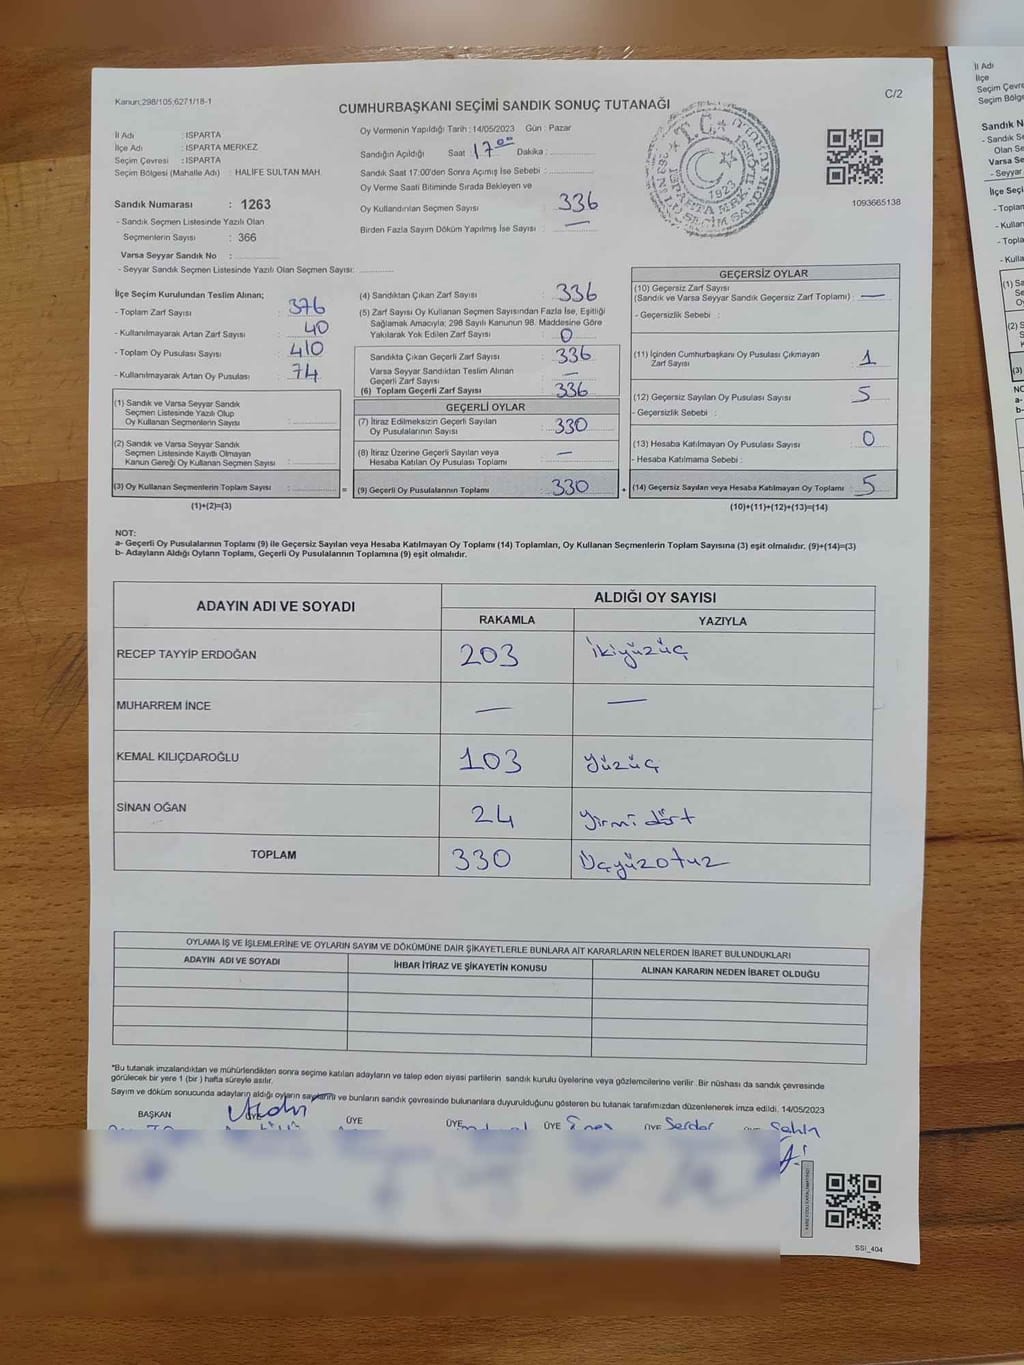 Kanun;298/105;6271/18-1
C/2
CUMHURBAŞKANI SEÇİMİ SANDIK SONUÇ TUTANAĞI
İl Adı : ISPARTA
İlçe Adı : ISPARTA MERKEZ
Seçim Çevresi : ISPARTA
Seçim Bölgesi (Mahalle Adı) : HALİFE SULTAN MAH.
Sandık Numarası : 1263
- Sandık Seçmen Listesinde Yazılı Olan
Seçmenlerin Sayısı : 366
Varsa Seyyar Sandık No :
- Seyyar Sandık Seçmen Listesinde Yazılı Olan Seçmen Sayısı: ............
Oy Vermenin Yapıldığı Tarih : 14/05/2023 Gün : Pazar
Sandığın Açıldığı Saat 17⁰⁰ Dakika : ............
Sandık Saat 17:00'den Sonra Açımış İse Sebebi : ............
Oy Verme Saati Bitiminde Sırada Bekleyen ve
Oy Kullandırılan Seçmen Sayısı : 336
Birden Fazla Sayım Döküm Yapılmış İse Sayısı : —
T.C.
1923
1093665138
İlçe Seçim Kurulundan Teslim Alınan;
- Toplam Zarf Sayısı : 376
- Kullanılmayarak Artan Zarf Sayısı : 40
- Toplam Oy Pusulası Sayısı : 410
- Kullanılmayarak Artan Oy Pusulası : 74
(1) Sandık ve Varsa Seyyar Sandık
Seçmen Listesinde Yazılı Olup
Oy Kullanan Seçmenlerin Sayısı :
(2) Sandık ve Varsa Seyyar Sandık
Seçmen Listesinde Kayıtlı Olmayan
Kanun Gereği Oy Kullanan Seçmen Sayısı :
(3) Oy Kullanan Seçmenlerin Toplam Sayısı :
(1)+(2)=(3)
(4) Sandıktan Çıkan Zarf Sayısı : 336
(5) Zarf Sayısı Oy Kullanan Seçmen Sayısından Fazla İse, Eşitliği
Sağlamak Amacıyla; 298 Sayılı Kanunun 98. Maddesine Göre
Yakılarak Yok Edilen Zarf Sayısı : 0
Sandıkta Çıkan Geçerli Zarf Sayısı : 336
Varsa Seyyar Sandıktan Teslim Alınan
Geçerli Zarf Sayısı : —
(6) Toplam Geçerli Zarf Sayısı : 336
GEÇERLİ OYLAR
(7) İtiraz Edilmeksizin Geçerli Sayılan
Oy Pusulalarının Sayısı : 330
(8) İtiraz Üzerine Geçerli Sayılan veya
Hesaba Katılan Oy Pusulası Toplamı : —
= (9) Geçerli Oy Pusulalarının Toplamı : 330
GEÇERSİZ OYLAR
(10) Geçersiz Zarf Sayısı
(Sandık ve Varsa Seyyar Sandık Geçersiz Zarf Toplamı) : —
- Geçersizlik Sebebi :
(11) İçinden Cumhurbaşkanı Oy Pusulası Çıkmayan
Zarf Sayısı : 1
(12) Geçersiz Sayılan Oy Pusulası Sayısı : 5
- Geçersizlik Sebebi :
(13) Hesaba Katılmayan Oy Pusulası Sayısı : 0
- Hesaba Katılmama Sebebi :
+ (14) Geçersiz Sayılan veya Hesaba Katılmayan Oy Toplamı : 5
(10)+(11)+(12)+(13)=(14)
NOT:
a- Geçerli Oy Pusulalarının Toplamı (9) ile Geçersiz Sayılan veya Hesaba Katılmayan Oy Toplamı (14) Toplamları, Oy Kullanan Seçmenlerin Toplam Sayısına (3) eşit olmalıdır. (9)+(14)=(3)
b- Adayların Aldığı Oyların Toplamı, Geçerli Oy Pusulalarının Toplamına (9) eşit olmalıdır.
ADAYIN ADI VE SOYADI
ALDIĞI OY SAYISI
RAKAMLA YAZIYLA
RECEP TAYYİP ERDOĞAN 203 ikiyüzüç
MUHARREM İNCE — —
KEMAL KILIÇDAROĞLU 103 yüzüç
SİNAN OĞAN 24 yirmi dört
TOPLAM 330 Üçyüzotuz
OYLAMA İŞ VE İŞLEMLERİNE VE OYLARIN SAYIM VE DÖKÜMÜNE DAİR ŞİKAYETLERLE BUNLARA AİT KARARLARIN NELERDEN İBARET BULUNDUKLARI
ADAYIN ADI VE SOYADI İHBAR İTİRAZ VE ŞİKAYETİN KONUSU ALINAN KARARIN NEDEN İBARET OLDUĞU
*Bu tutanak imzalandıktan ve mühürlendikten sonra seçime katılan adayların ve talep eden siyasi partilerin sandık kurulu üyelerine veya gözlemcilerine verilir. Bir nüshası da sandık çevresinde
görülecek bir yere 1 (bir ) hafta süreyle asılır.
Sayım ve döküm sonucunda adayların aldığı oyların sayılarını ve bunların sandık çevresinde bulunanlara duyurulduğunu gösteren bu tutanak tarafımızdan düzenlenerek imza edildi. 14/05/2023
BAŞKAN ÜYE ÜYE ÜYE ÜYE Enes ÜYE Serdar Şahin
SSI_404
İl Adı
İlçe
Seçim Çevre
Seçim Bölge
Sandık N
- Sandık Se
Olan Se
Varsa Se
- Seyyar
İlçe Seçi
- Toplam
- Kullan
- Topla
- Kulla